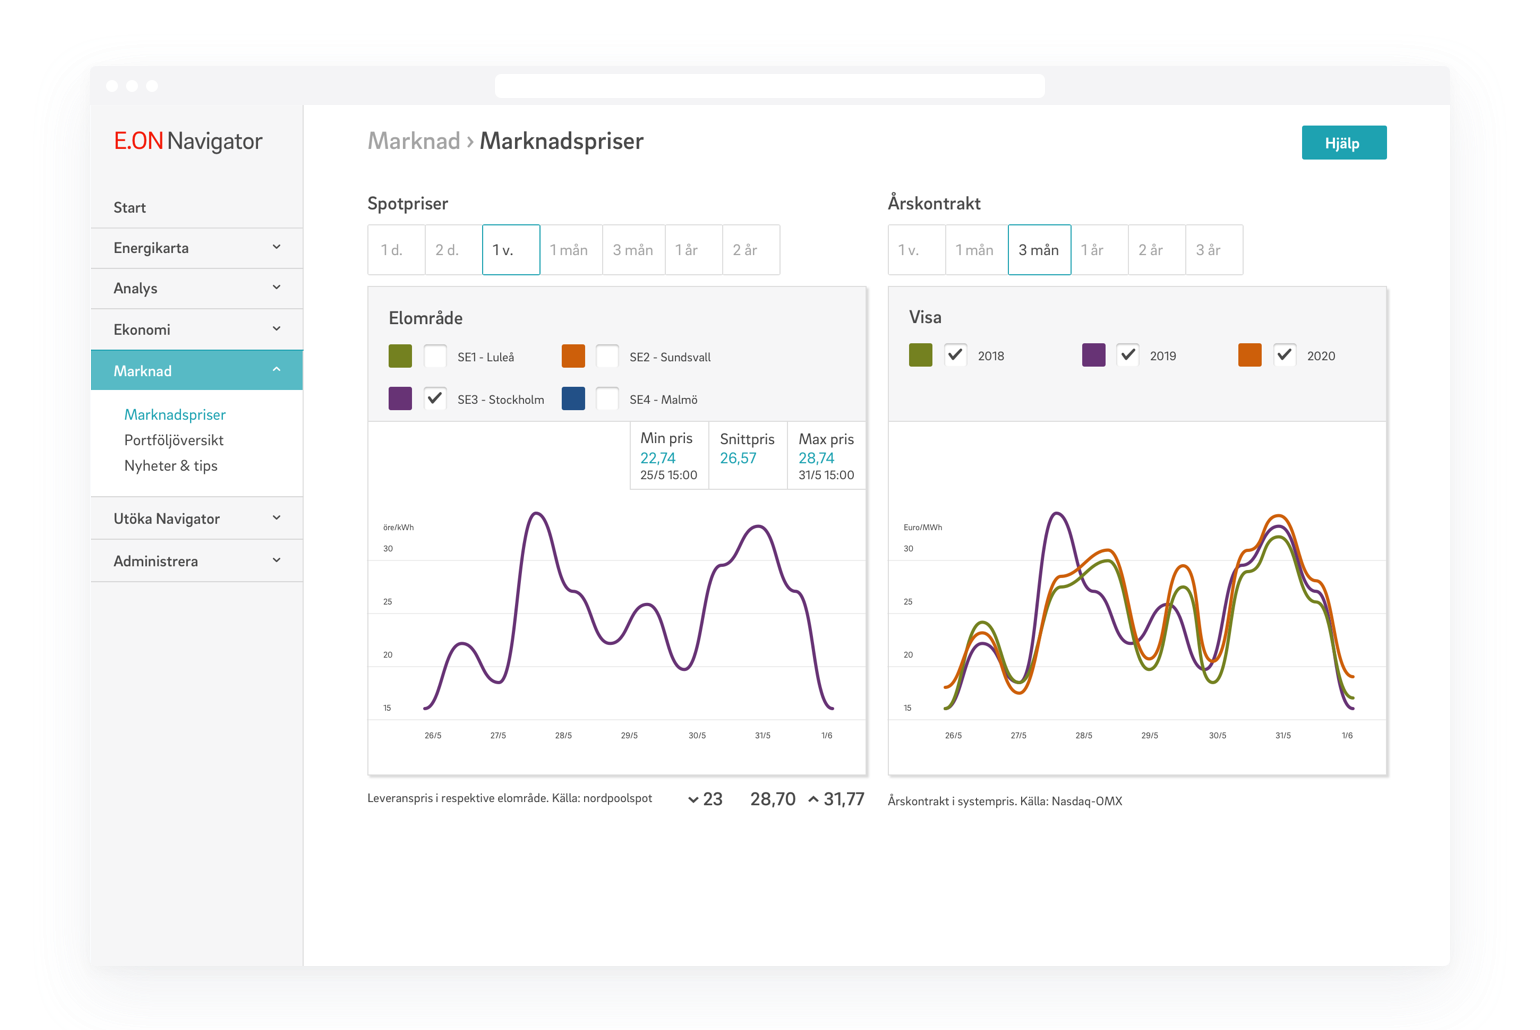 E.ON Navigator
Start
Energikarta
Analys
Ekonomi
Marknad
Marknadspriser
Portföljöversikt
Nyheter & tips
Utöka Navigator
Administrera
Marknad › Marknadspriser
Hjälp
Spotpriser
1 d. 2 d. 1 v. 1 mån 3 mån 1 år 2 år
Elområde
SE1 - Luleå SE2 - Sundsvall
SE3 - Stockholm SE4 - Malmö
Min pris Snittpris Max pris
22,74 26,57 28,74
25/5 15:00 31/5 15:00
öre/kWh
30
25
20
15
26/5 27/5 28/5 29/5 30/5 31/5 1/6
Leveranspris i respektive elområde. Källa: nordpoolspot
23 28,70 31,77
Årskontrakt
1 v. 1 mån 3 mån 1 år 2 år 3 år
Visa
2018 2019 2020
Euro/MWh
30
25
20
15
26/5 27/5 28/5 29/5 30/5 31/5 1/6
Årskontrakt i systempris. Källa: Nasdaq-OMX